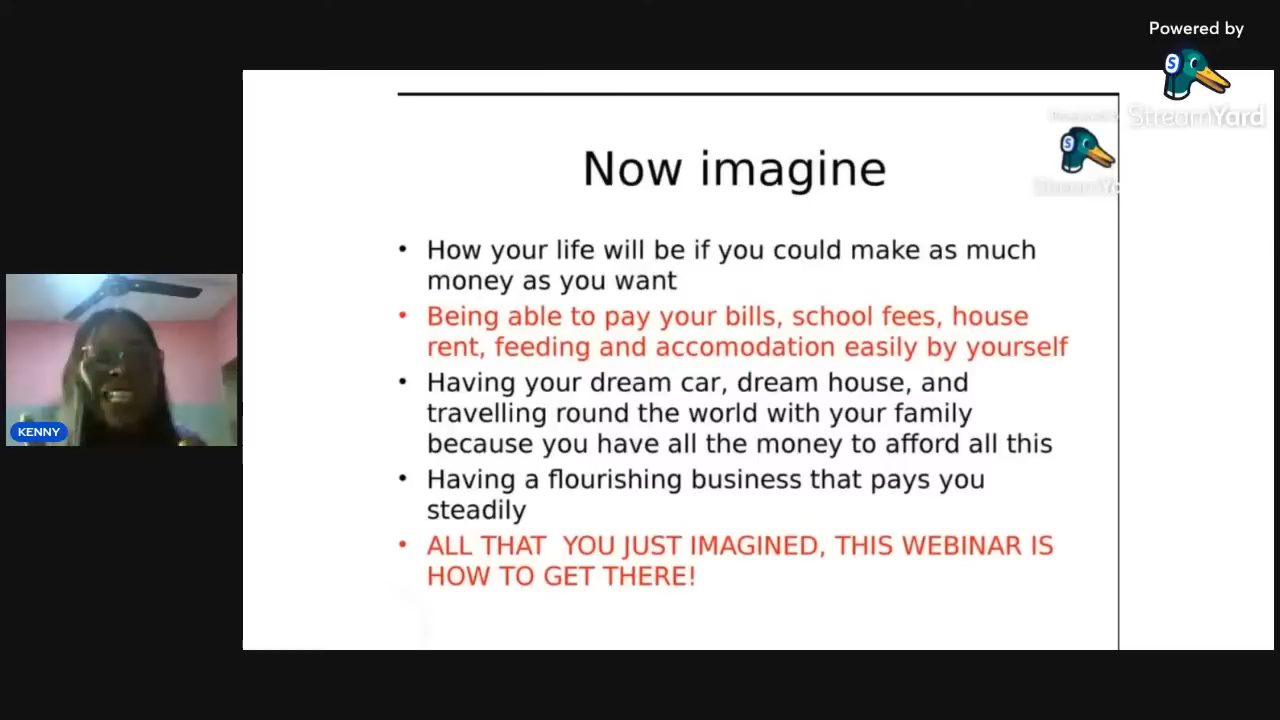 Powered by
StreamYard
Now imagine
• How your life will be if you could make as much
money as you want
• Being able to pay your bills, school fees, house
rent, feeding and accomodation easily by yourself
• Having your dream car, dream house, and
travelling round the world with your family
because you have all the money to afford all this
• Having a flourishing business that pays you
steadily
• ALL THAT  YOU JUST IMAGINED, THIS WEBINAR IS
HOW TO GET THERE!
KENNY